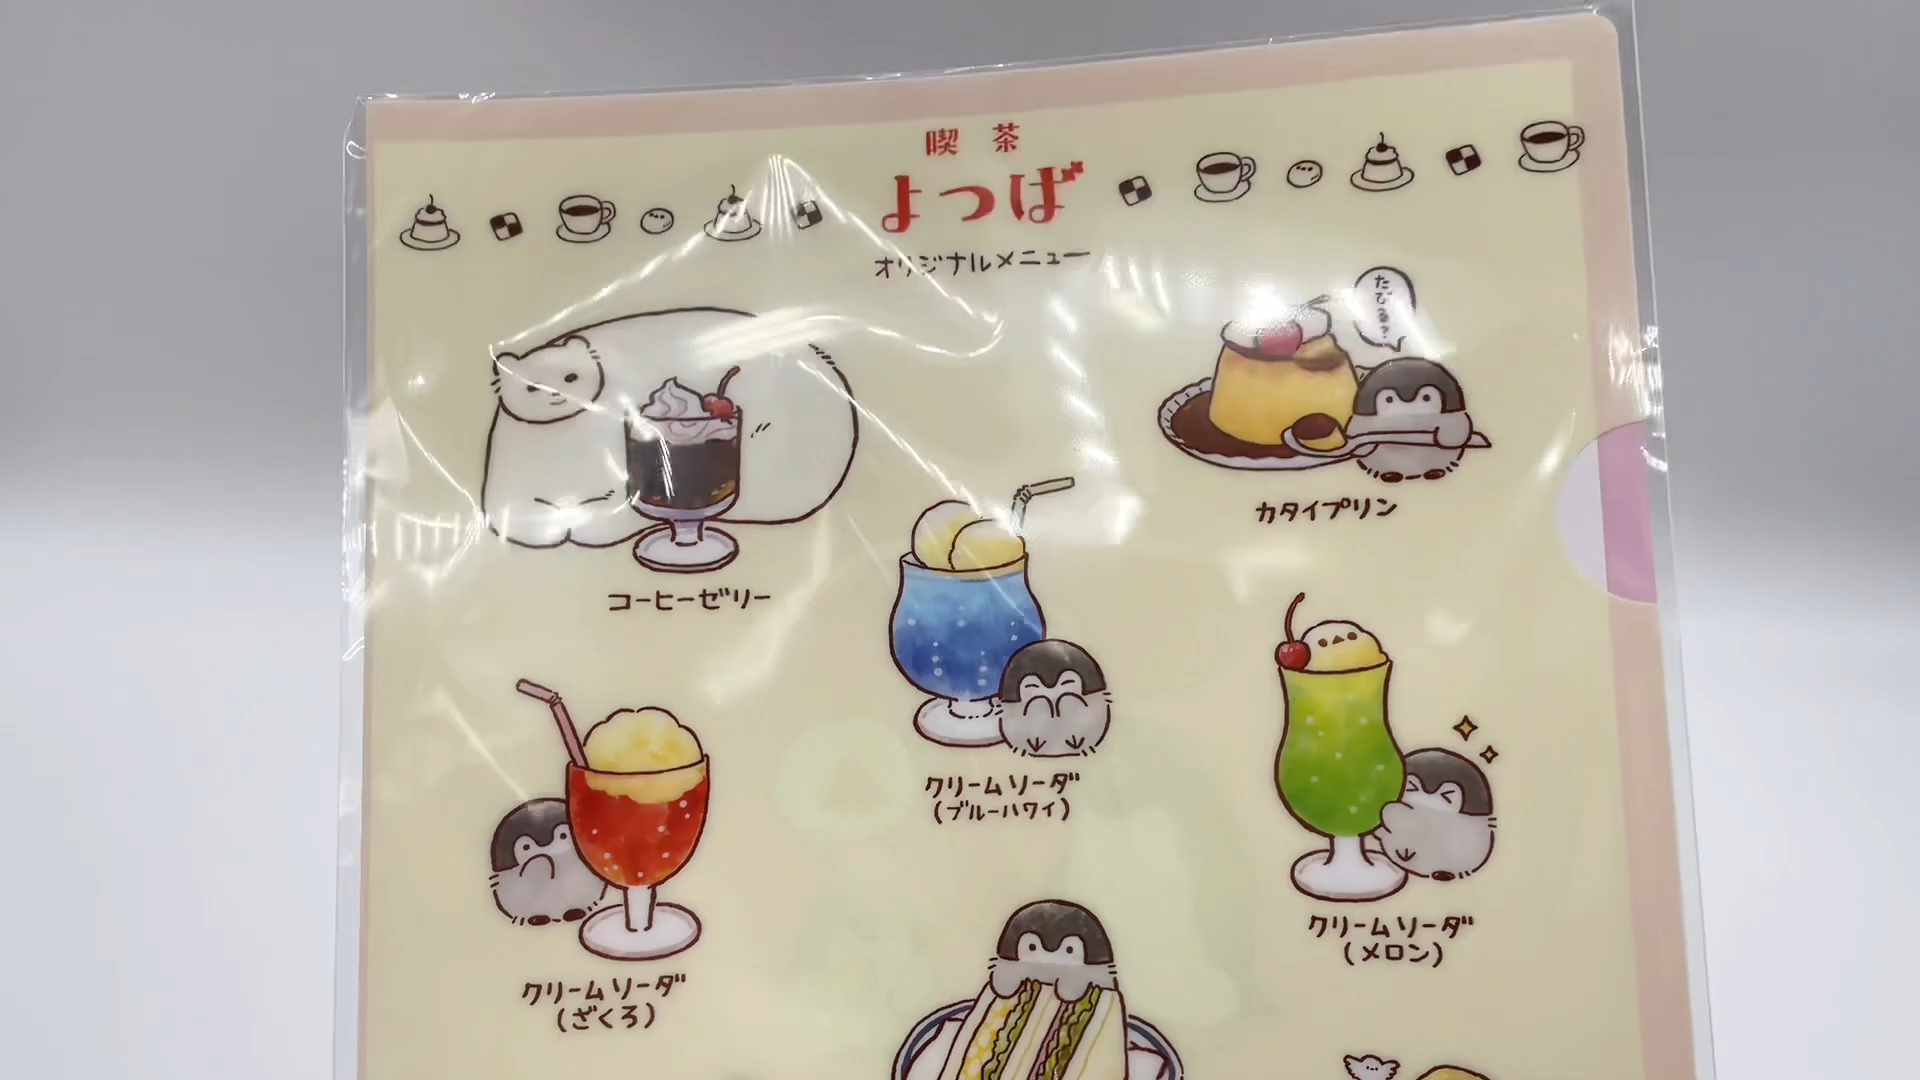 喫茶
よつば
オリジナルメニュー
たびる?
カタイプリン
コーヒーゼリー
クリームソーダ
(ブルーハワイ)
クリームソーダ
(メロン)
クリームソーダ
(ざくろ)